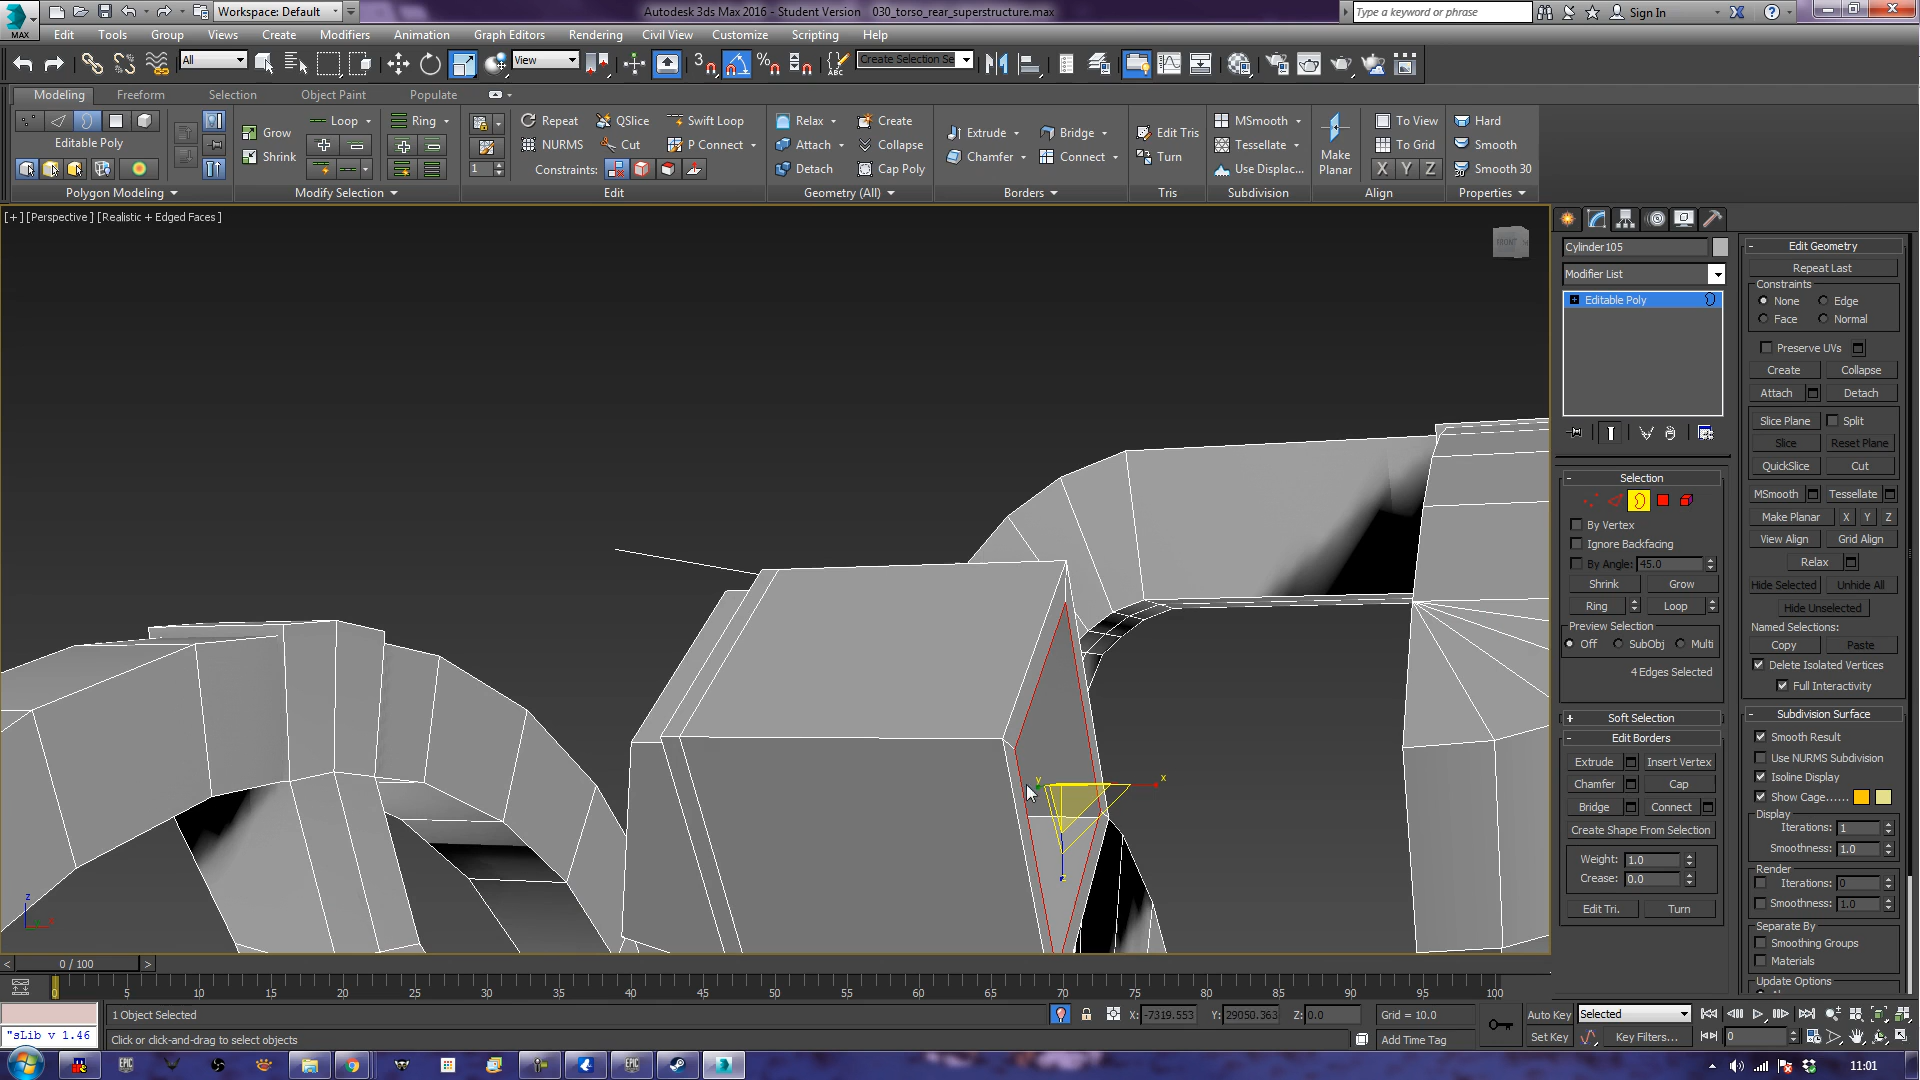 MAX
Workspace: Default
Autodesk 3ds Max 2016 - Student Version 030_torso_rear_superstructure.max
Type a keyword or phrase
Sign In
Edit Tools Group Views Create Modifiers Animation Graph Editors Rendering Civil View Customize Scripting Help
All
View
3
ABC
Create Selection Se
Modeling Freeform Selection Object Paint Populate
Editable Poly
Polygon Modeling
Grow
Shrink
Loop
Ring
Modify Selection
1
Repeat QSlice Swift Loop
NURMS Cut P Connect
Constraints:
Edit
Relax Create
Attach Collapse
Detach Cap Poly
Geometry (All)
Extrude Bridge
Chamfer Connect
Borders
Edit Tris
Turn
Tris
MSmooth
Tessellate
Use Displac...
Subdivision
Make
Planar
To View
To Grid
X Y Z
Align
Hard
Smooth
Smooth 30
30
Properties
[+] [Perspective] [Realistic + Edged Faces]
FRONT
y
x
z
z
Cylinder105
Modifier List
Editable Poly
Selection
By Vertex
Ignore Backfacing
By Angle: 45.0
Shrink Grow
Ring Loop
Preview Selection
Off SubObj Multi
4 Edges Selected
Soft Selection
Edit Borders
Extrude Insert Vertex
Chamfer Cap
Bridge Connect
Create Shape From Selection
Weight: 1.0
Crease: 0.0
Edit Tri. Turn
Edit Geometry
Repeat Last
Constraints
None Edge
Face Normal
Preserve UVs
Create Collapse
Attach Detach
Slice Plane Split
Slice Reset Plane
QuickSlice Cut
MSmooth Tessellate
Make Planar X Y Z
View Align Grid Align
Relax
Hide Selected Unhide All
Hide Unselected
Named Selections:
Copy Paste
Delete Isolated Vertices
Full Interactivity
Subdivision Surface
Smooth Result
Use NURMS Subdivision
Isoline Display
Show Cage......
Display
Iterations: 1
Smoothness: 1.0
Render
Iterations: 0
Smoothness: 1.0
Separate By
Smoothing Groups
Materials
Update Options
< 0 / 100 >
0 5 10 15 20 25 30 35 40 45 50 55 60 65 70 75 80 85 90 95 100
"sLib v 1.46
1 Object Selected
Click or click-and-drag to select objects
X: -7319.553 Y: 29050.363 Z: 0.0
Grid = 10.0
Add Time Tag
Auto Key Selected
Set Key Key Filters...
0
EPIC
EPIC
11:01